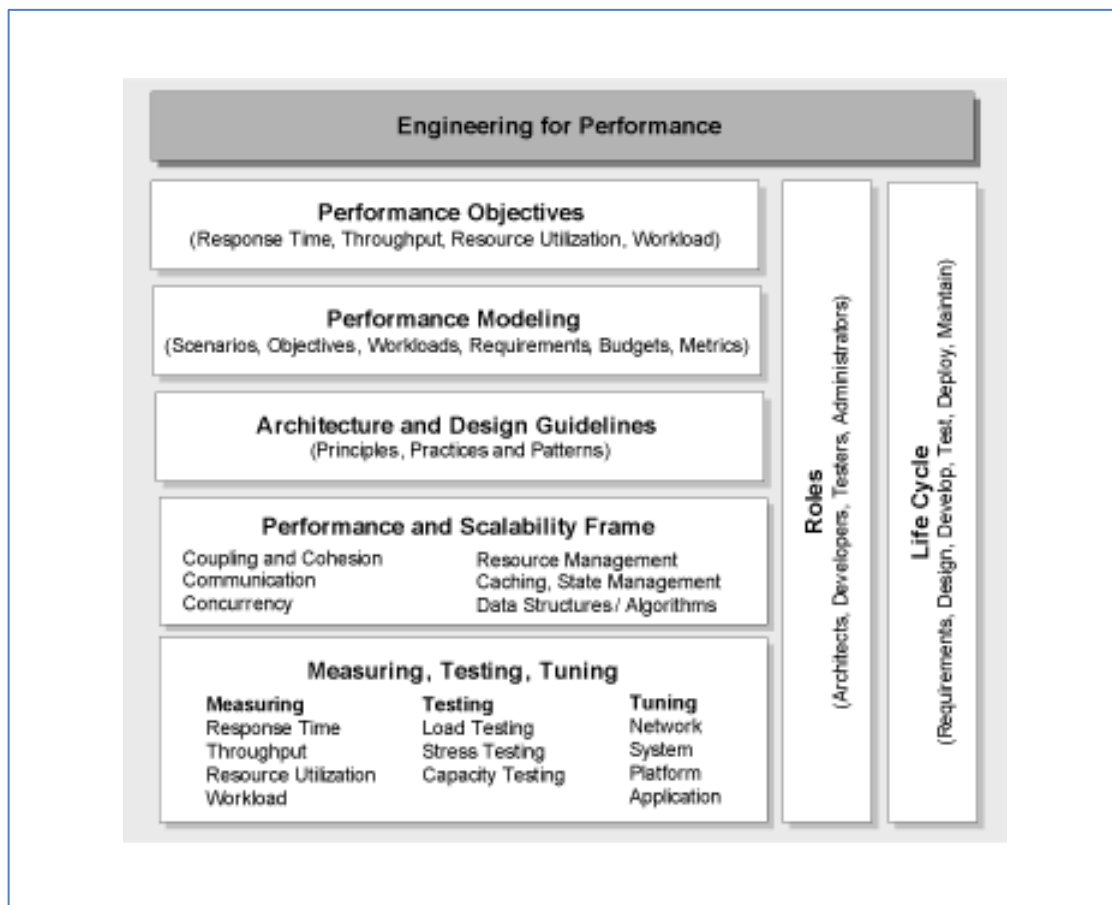 Engineering for Performance
Performance Objectives
(Response Time, Throughput, Resource Utilization, Workload)
Performance Modeling
(Scenarios, Objectives, Workloads, Requirements, Budgets, Metrics)
Architecture and Design Guidelines
(Principles, Practices and Patterns)
Performance and Scalability Frame
Coupling and Cohesion
Communication
Concurrency
Resource Management
Caching, State Management
Data Structures / Algorithms
Measuring, Testing, Tuning
Measuring
Response Time
Throughput
Resource Utilization
Workload
Testing
Load Testing
Stress Testing
Capacity Testing
Tuning
Network
System
Platform
Application
Roles
(Architects, Developers, Testers, Administrators)
Life Cycle
(Requirements, Design, Develop, Test, Deploy, Maintain)